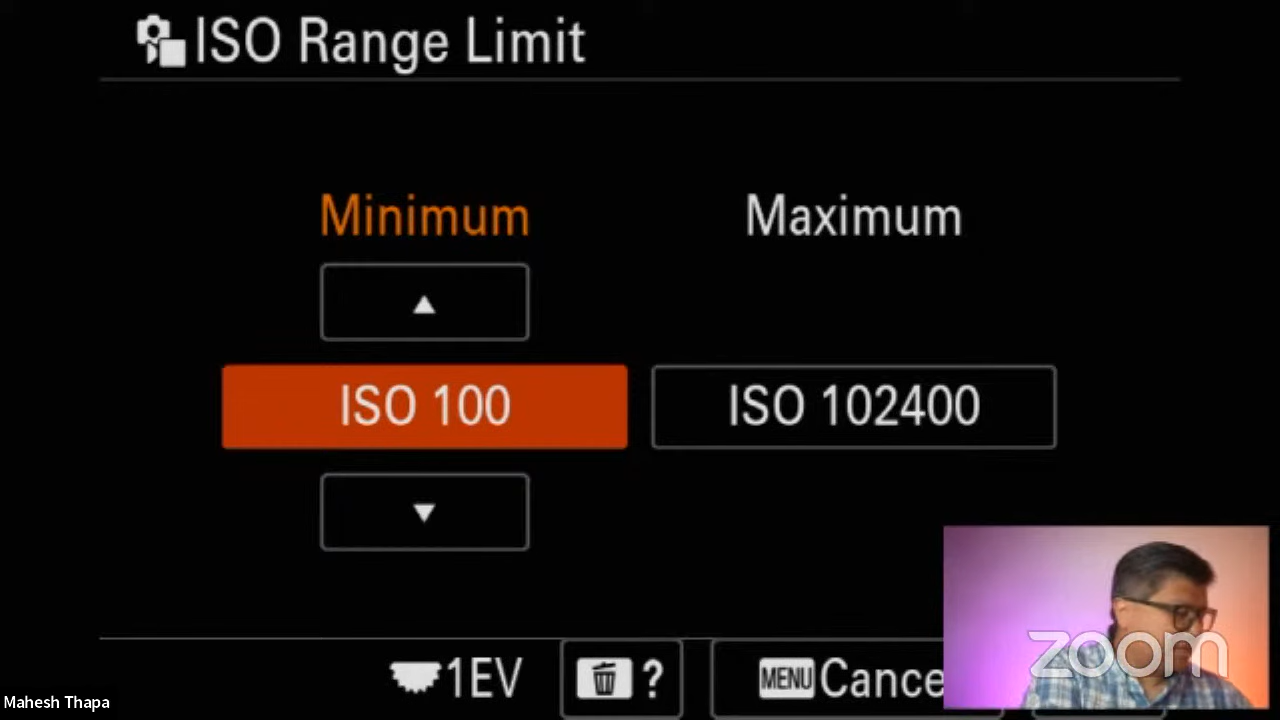 ISO Range Limit
Minimum
Maximum
ISO 100
ISO 102400
1EV
?
MENU Cance
zoom
Mahesh Thapa